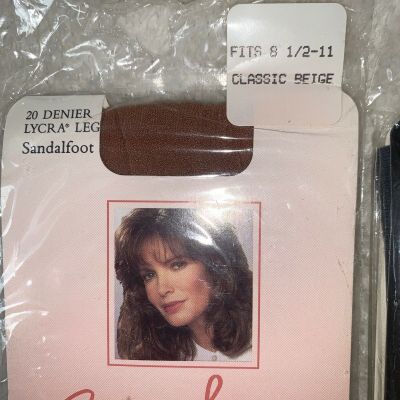 FITS 8 1/2-11
CLASSIC BEIGE
20 DENIER
LYCRA® LEG
Sandalfoot